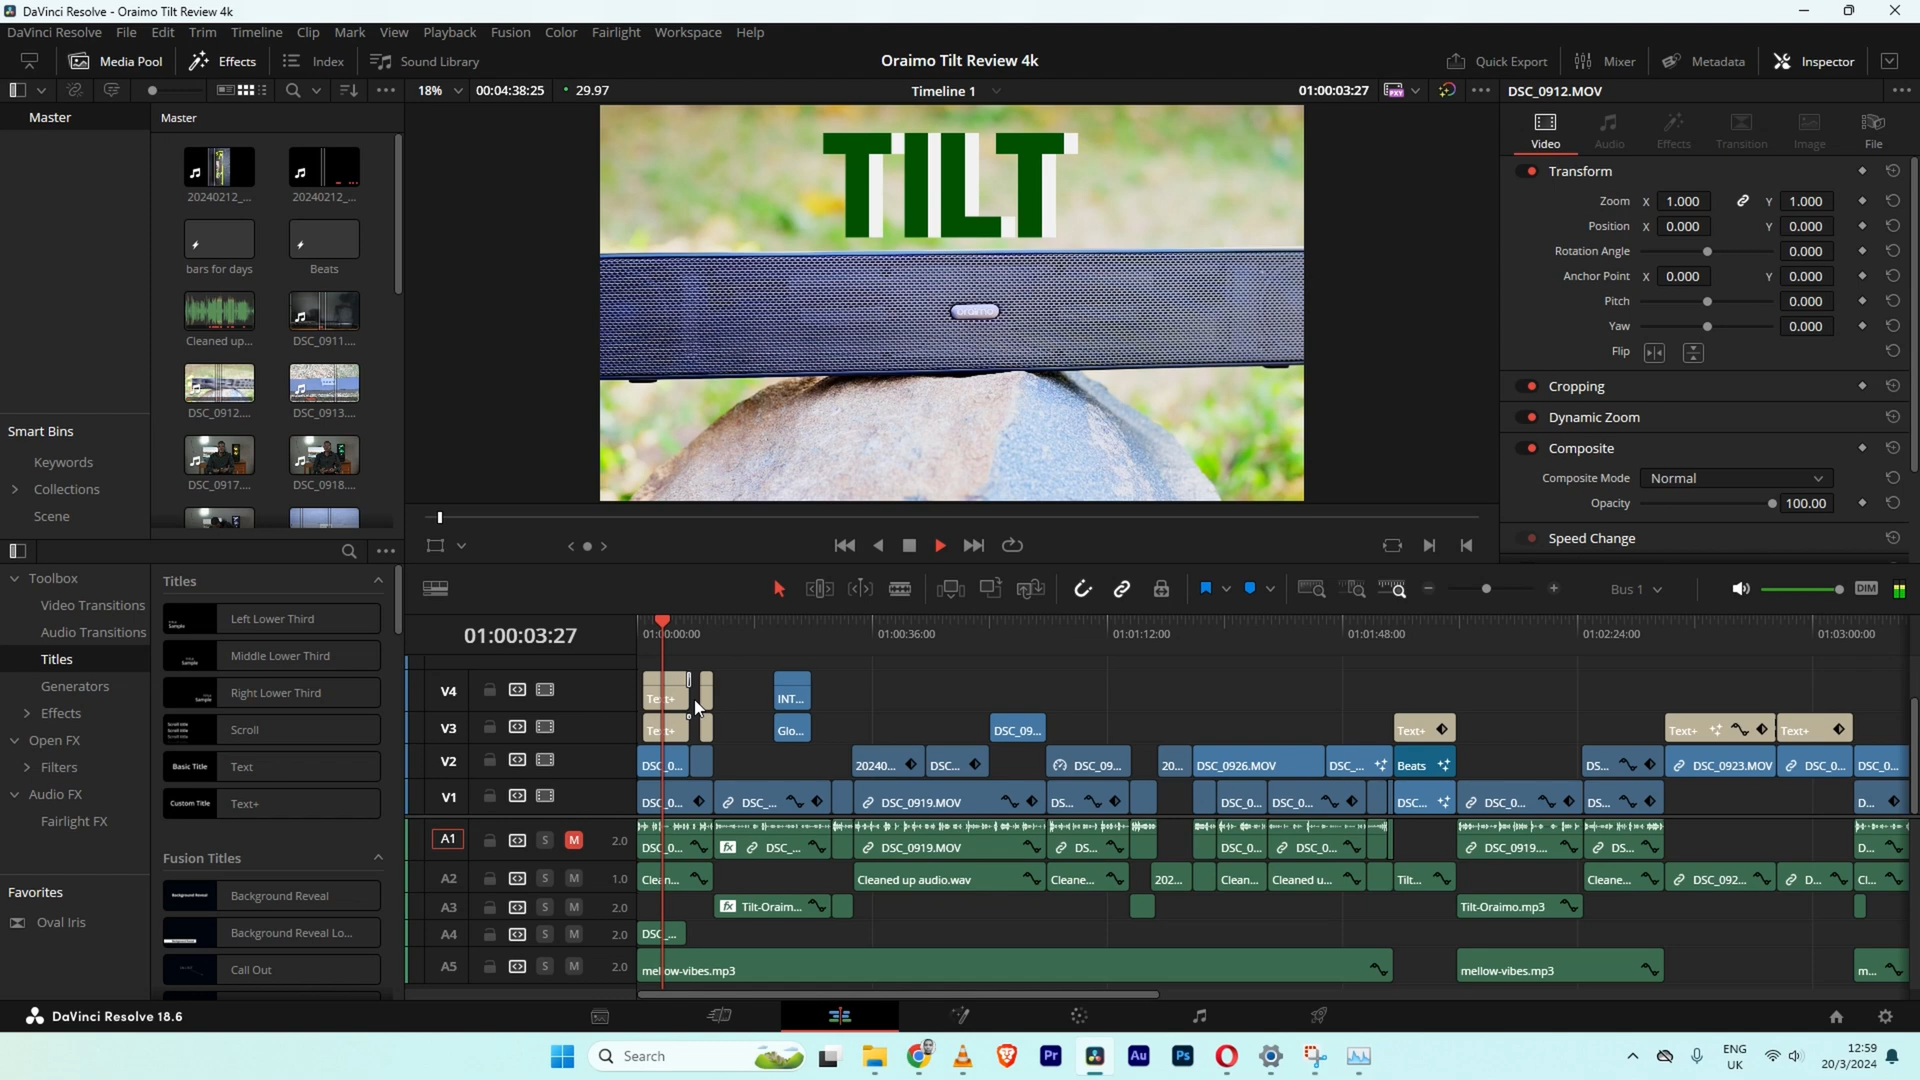 DaVinci Resolve - Oraimo Tilt Review 4k
DaVinci Resolve File Edit Trim Timeline Clip Mark View Playback Fusion Color Fairlight Workspace Help
Media Pool Effects Index Sound Library
Oraimo Tilt Review 4k
Quick Export Mixer Metadata Inspector
18% 00:04:38:25 29.97 Timeline 1 01:00:03:27 DSC_0912.MOV
Master
Master
20240212_... 20240212_...
bars for days Beats
Cleaned up... DSC_0911....
DSC_0912.... DSC_0913....
DSC_0917.... DSC_0918....
Smart Bins
Keywords
Collections
Scene
TILT
oraimo
Video Audio Effects Transition Image File
Transform
Zoom X 1.000 Y 1.000
Position X 0.000 Y 0.000
Rotation Angle 0.000
Anchor Point X 0.000 Y 0.000
Pitch 0.000
Yaw 0.000
Flip
Cropping
Dynamic Zoom
Composite
Composite Mode Normal
Opacity 100.00
Speed Change
Toolbox
Video Transitions
Audio Transitions
Titles
Generators
Effects
Open FX
Filters
Audio FX
Fairlight FX
Favorites
Oval Iris
Titles
Left Lower Third
Middle Lower Third
Right Lower Third
Scroll
Basic Title Text
Custom Title Text+
Fusion Titles
Background Reveal Background Reveal
Background Reveal Lo...
Call Out
Bus 1 DIM
01:00:03:27 01:00:00:00 01:00:36:00 01:01:12:00 01:01:48:00 01:02:24:00 01:03:00:00
V4 Text+ INT...
V3 Text+ Glo... DSC_09... Text+ Text+ Text+
V2 DSC_0... 20240... DSC... DSC_09... 20... DSC_0926.MOV DSC_... Beats DS... DSC_0923.MOV DSC_0... DSC_0...
V1 DSC_0... DSC_... DSC_0919.MOV DS... DSC_0... DSC_0... DSC... DSC_0... DS... D...
A1 S M 2.0 DSC_0... fx DSC_... DSC_0919.MOV DS... DSC_0... DSC_0... DSC_0919.... DS... D...
A2 S M 1.0 Clean... Cleaned up audio.wav Cleane... 202... Clean... Cleaned u... Tilt... Cleane... DSC_092... D... Cl...
A3 S M 2.0 fx Tilt-Oraim... Tilt-Oraimo.mp3
A4 S M 2.0 DSC_...
A5 S M 2.0 mellow-vibes.mp3 mellow-vibes.mp3 m...
DaVinci Resolve 18.6
Search Pr Au Ps
ENG
UK
12:59
20/3/2024